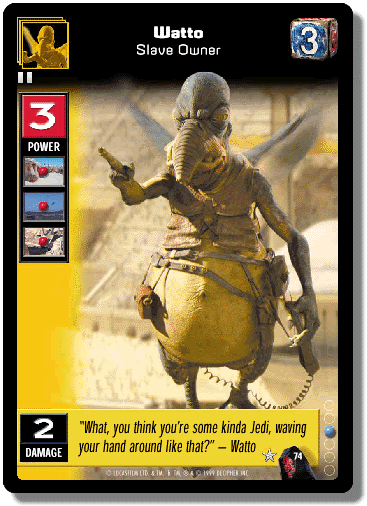 Watto
Slave Owner
3
3
POWER
2
DAMAGE
"What, you think you're some kinda Jedi, waving
your hand around like that?" – Watto
74
© LUCASFILM LTD. & TM. & TM, ® & © 1999 DECIPHER INC.